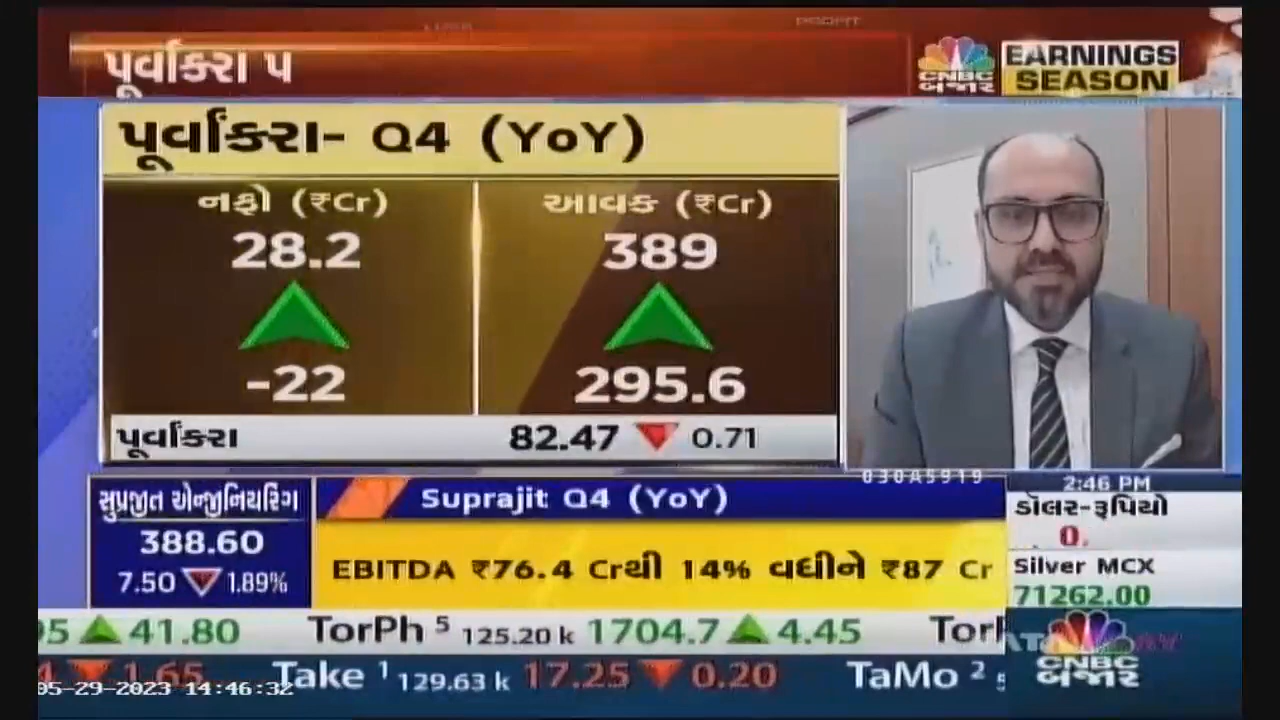 પૂર્વાંકરા પ
CNBC
બજાર
EARNINGS
SEASON
પૂર્વાંકરા- Q4 (YoY)
નફો (₹Cr)
આવક (₹Cr)
28.2
389
-22
295.6
પૂર્વાંકરા 82.47 0.71
030A5919
સુપ્રજીત એન્જીનિયરિંગ
388.60
7.50 1.89%
Suprajit Q4 (YoY)
EBITDA ₹76.4 Crથી 14% વધીને ₹87 Cr
2:46 PM
ડૉલર-રૂપિયો
0.
Silver MCX
71262.00
41.80 TorPh 5 125.20 k 1704.7 4.45
1.65 Take 1 129.63 k 17.25 0.20 TaMo 2
05-29-2023 14:46:32
CNBC
બજાર